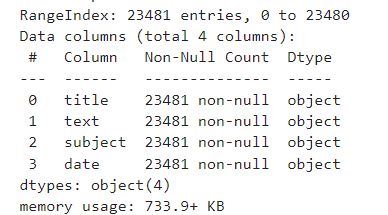 RangeIndex: 23481 entries, 0 to 23480
Data columns (total 4 columns):
 #   Column   Non-Null Count  Dtype
---  ------   --------------  -----
 0   title    23481 non-null  object
 1   text     23481 non-null  object
 2   subject  23481 non-null  object
 3   date     23481 non-null  object
dtypes: object(4)
memory usage: 733.9+ KB